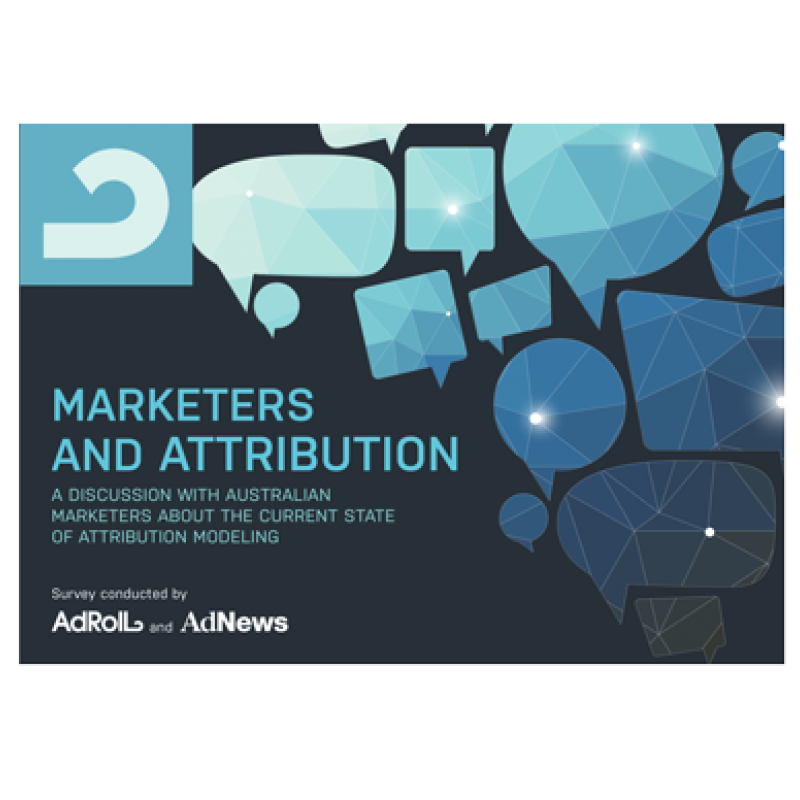 MARKETERS
AND ATTRIBUTION
A DISCUSSION WITH AUSTRALIAN
MARKETERS ABOUT THE CURRENT STATE
OF ATTRIBUTION MODELING
Survey conducted by
AdRoll and AdNews